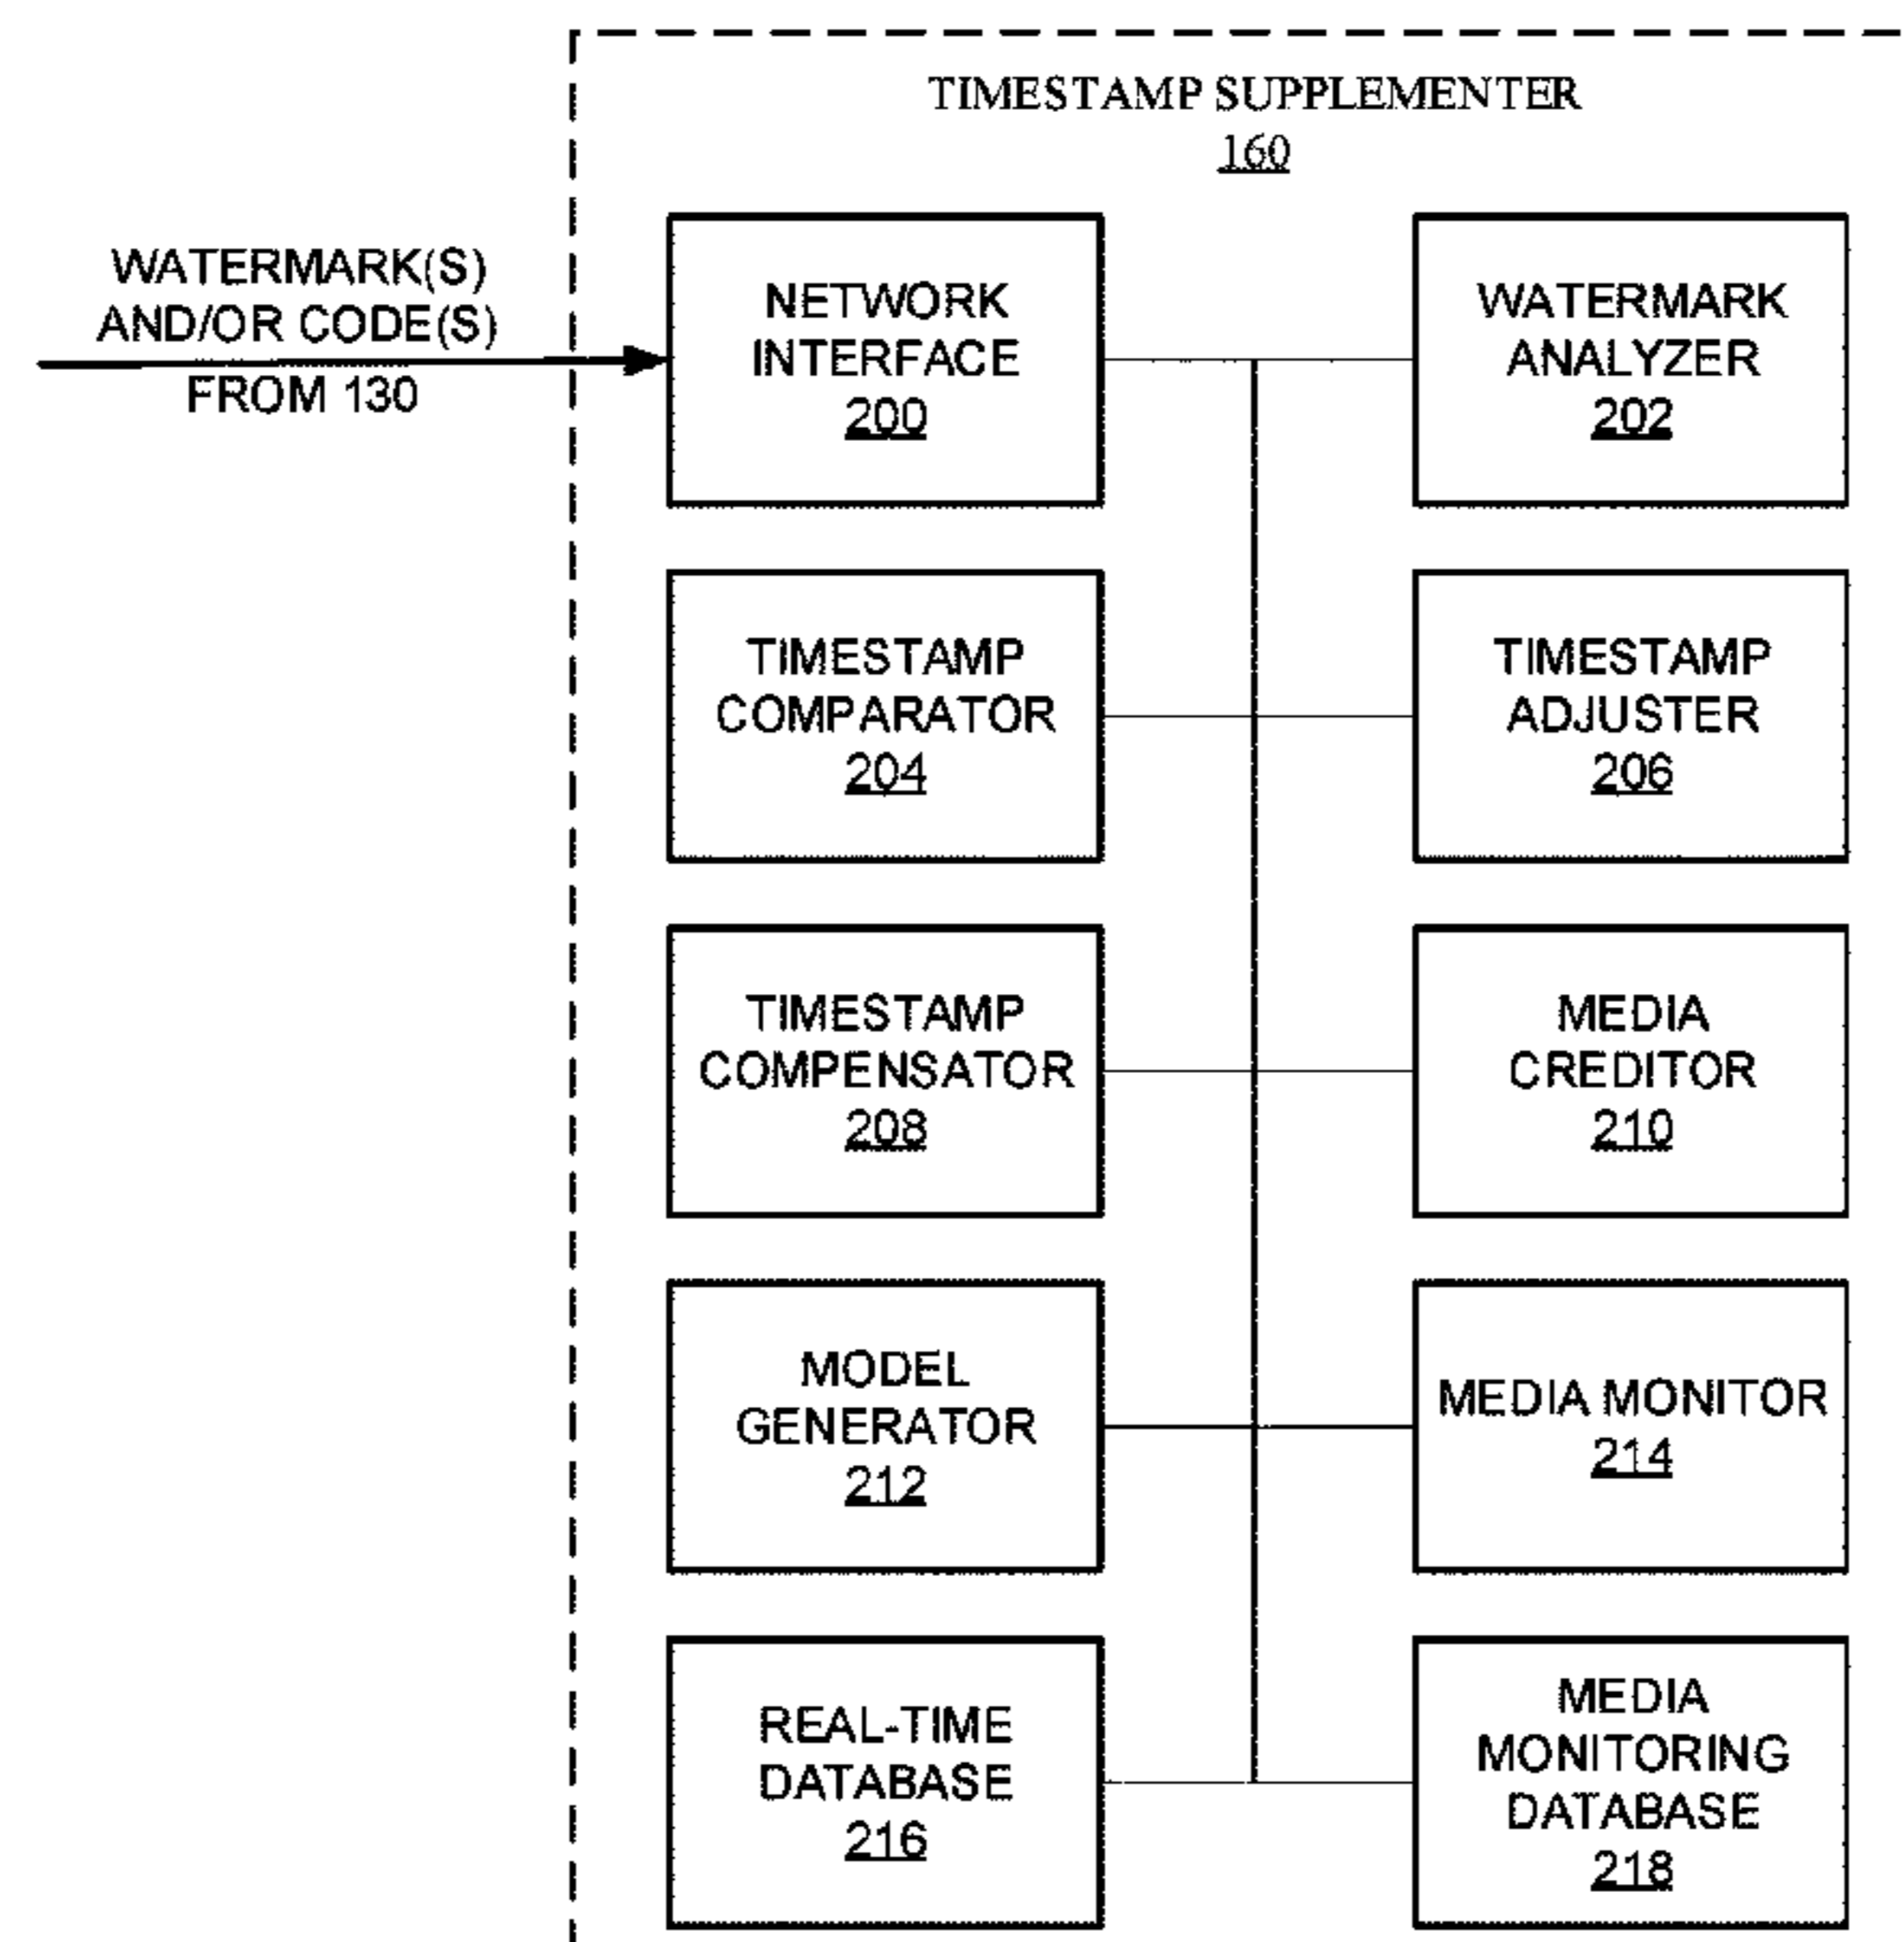 TIMESTAMP SUPPLEMENTER
160
WATERMARK(S)
AND/OR CODE(S)
FROM 130
NETWORK
INTERFACE
200
WATERMARK
ANALYZER
202
TIMESTAMP
COMPARATOR
204
TIMESTAMP
ADJUSTER
206
TIMESTAMP
COMPENSATOR
208
MEDIA
CREDITOR
210
MODEL
GENERATOR
212
MEDIA MONITOR
214
REAL-TIME
DATABASE
216
MEDIA
MONITORING
DATABASE
218